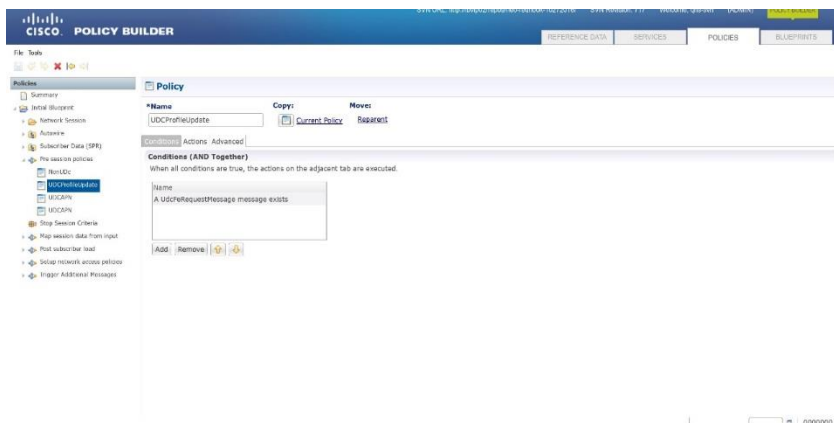 CISCO. POLICY BUILDER
REFERENCE DATA SERVICES POLICIES BLUEPRINTS
File Tools
Policies
Summary
Initial Blueprint
Network Session
Autowire
Subscriber Data (SPR)
Pre session policies
NonUDc
UDCProfileUpdate
UDCAPN
UDCAPN
Stop Session Criteria
Map session data from input
Post subscriber load
Setup network access policies
Trigger Additional Messages
Policy
*Name Copy: Move:
UDCProfileUpdate Current Policy Reparent
Conditions Actions Advanced
Conditions (AND Together)
When all conditions are true, the actions on the adjacent tab are executed.
Name
A UdcFeRequestMessage message exists
Add Remove